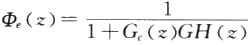 Φₑ(z) = 1 / (1 + G꜀(z)GH(z))